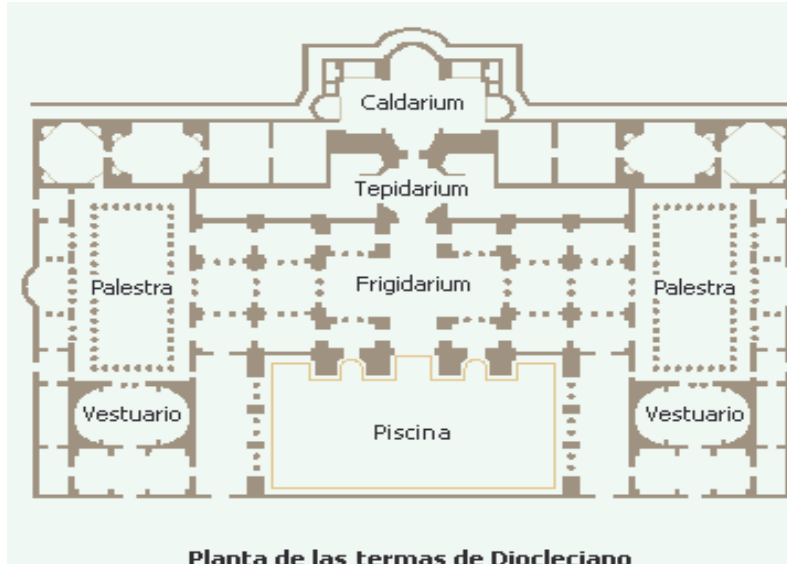 Caldarium
Tepidarium
Palestra
Frigidarium
Palestra
Vestuario
Piscina
Vestuario
Planta de las termas de Diocleciano